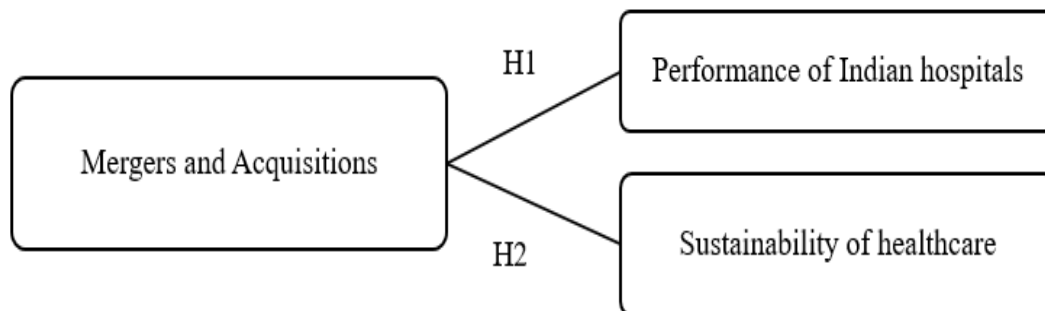 H1
Performance of Indian hospitals
Mergers and Acquisitions
H2
Sustainability of healthcare